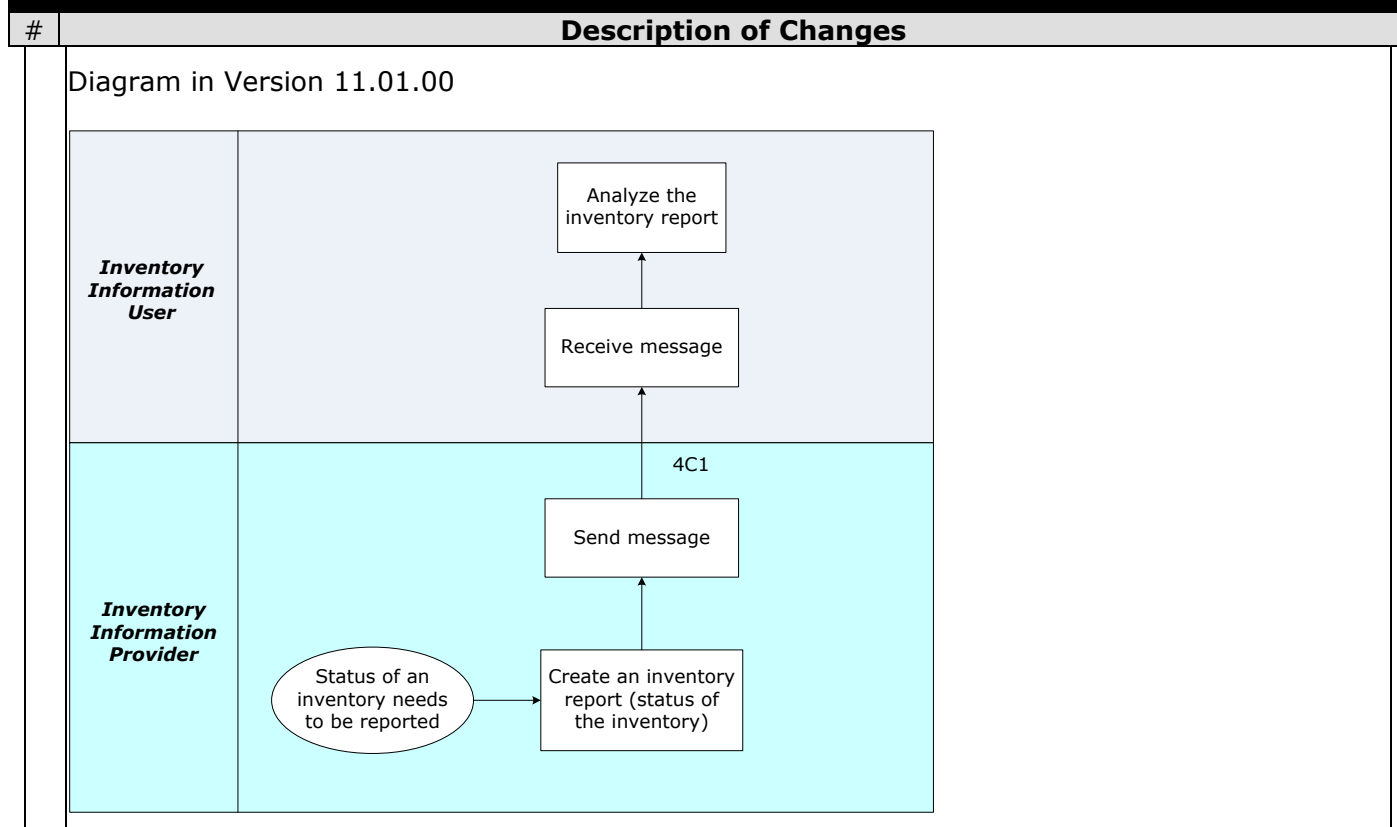 #
Description of Changes
Diagram in Version 11.01.00
Analyze the
inventory report
Inventory
Information
User
Receive message
4C1
Send message
Inventory
Information
Provider
Status of an
inventory needs
to be reported
Create an inventory
report (status of
the inventory)